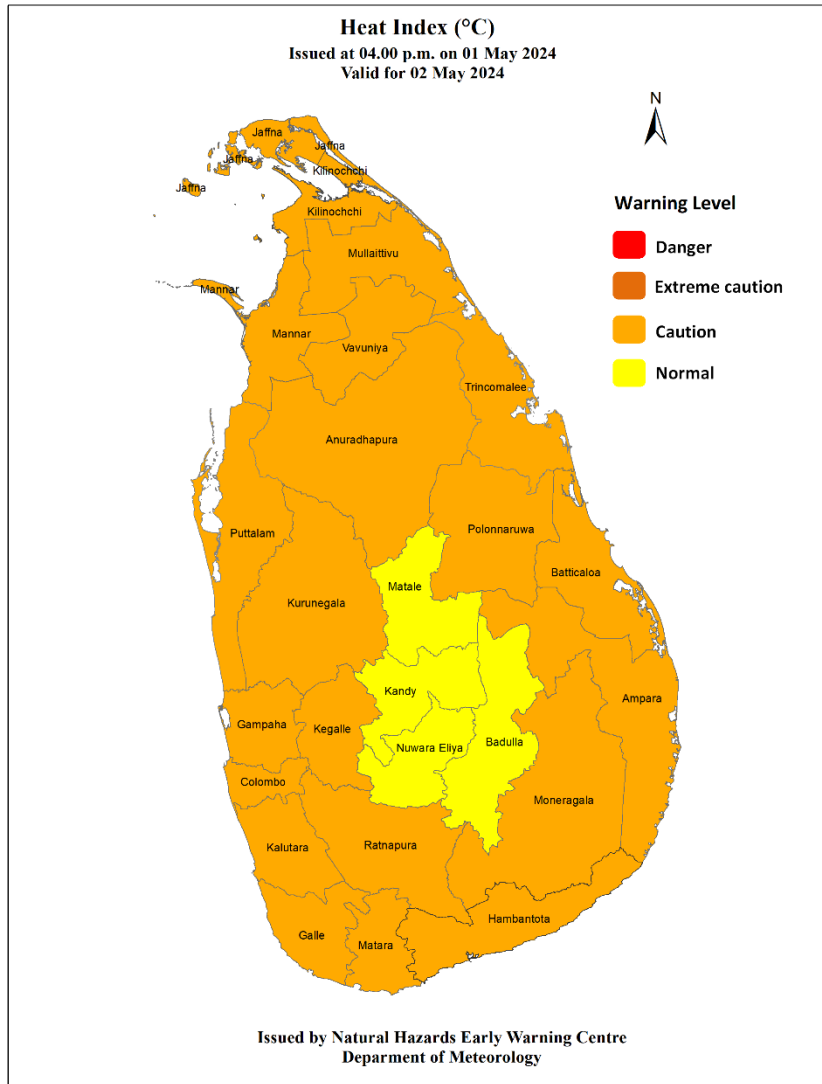 Heat Index (°C)
Issued at 04.00 p.m. on 01 May 2024
Valid for 02 May 2024
N
Jaffna
Jaffna
Jaffna
Kilinochchi
Jaffna
Kilinochchi
Mullaittivu
Mannar
Mannar
Vavuniya
Trincomalee
Anuradhapura
Puttalam
Polonnaruwa
Batticaloa
Matale
Kurunegala
Kandy
Ampara
Gampaha
Kegalle
Nuwara Eliya
Badulla
Colombo
Moneragala
Kalutara
Ratnapura
Hambantota
Galle
Matara
Warning Level
Danger
Extreme caution
Caution
Normal
Issued by Natural Hazards Early Warning Centre
Deparment of Meteorology